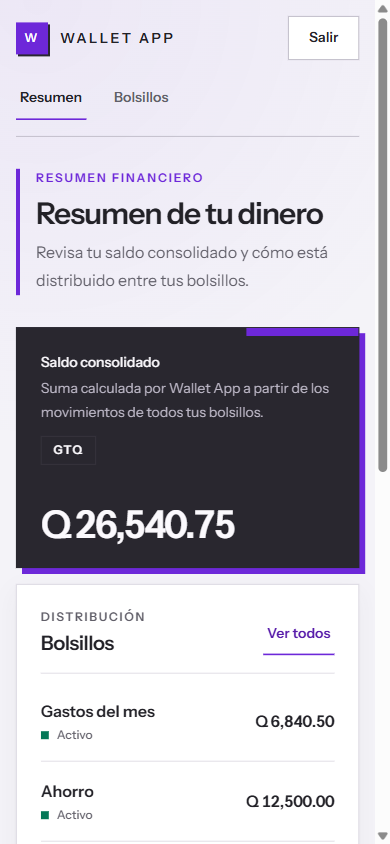 W WALLET APP Salir
Resumen Bolsillos
RESUMEN FINANCIERO
Resumen de tu dinero
Revisa tu saldo consolidado y cómo está
distribuido entre tus bolsillos.
Saldo consolidado
Suma calculada por Wallet App a partir de los
movimientos de todos tus bolsillos.
GTQ
Q 26,540.75
DISTRIBUCIÓN
Bolsillos
Ver todos
Gastos del mes
Activo
Q 6,840.50
Ahorro
Activo
Q 12,500.00